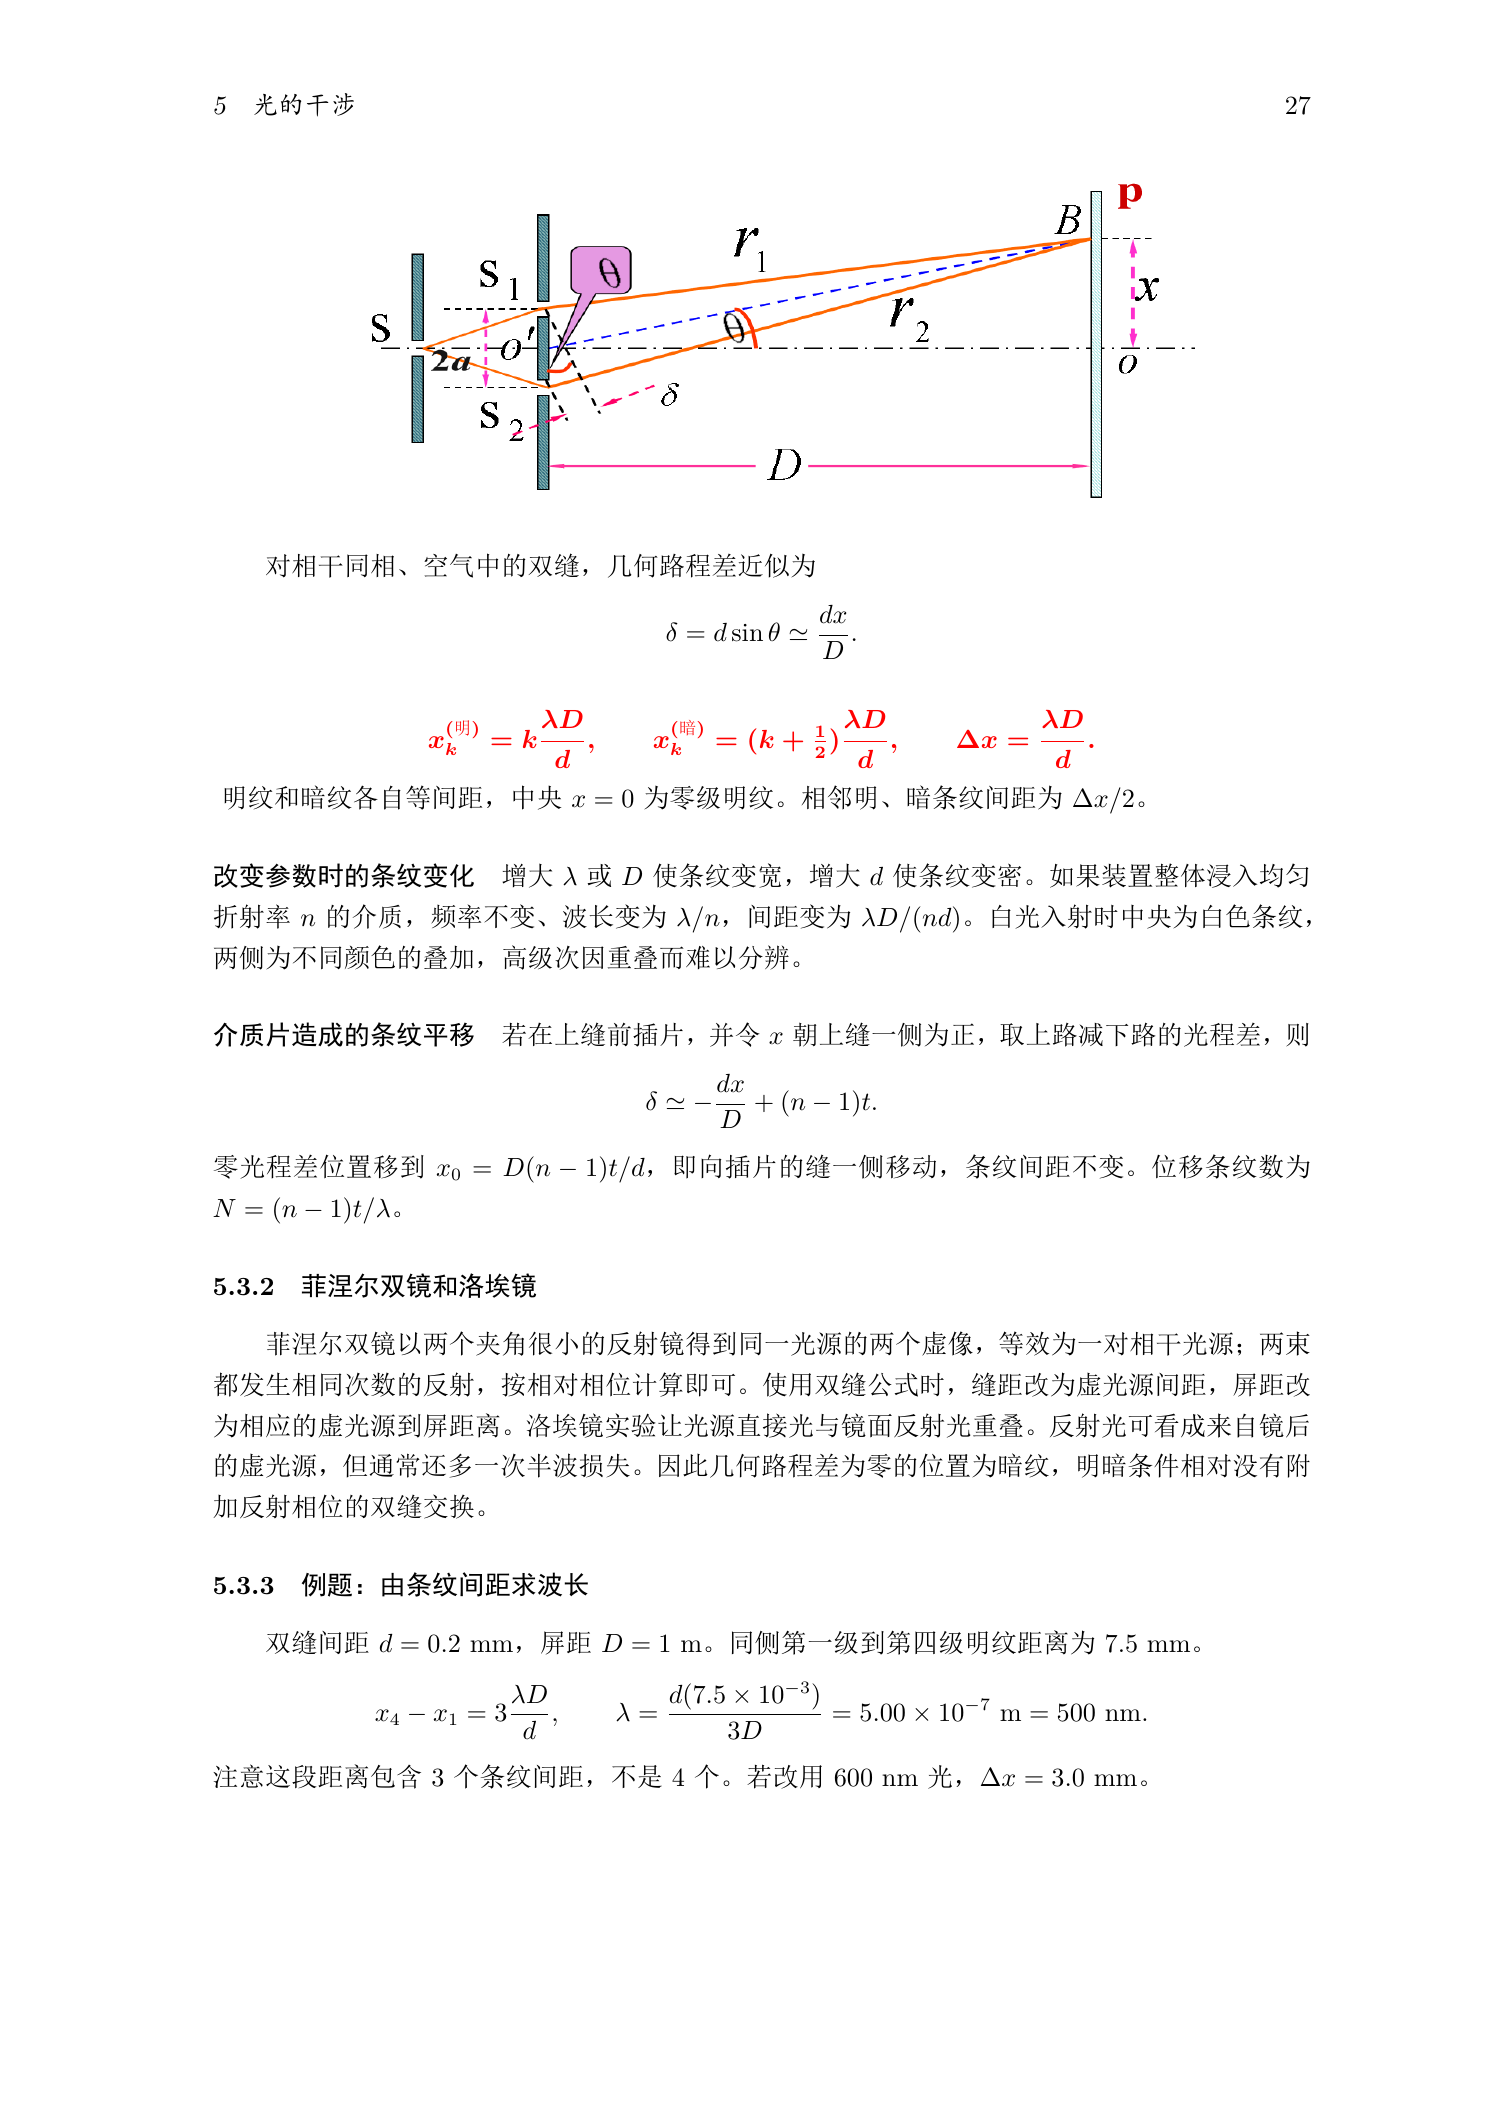 5 光的干涉 27
p
B
r₁
S₁
θ
x
S
r₂
θ
O′
2a
o
δ
S₂
D
对相干同相、空气中的双缝，几何路程差近似为
δ = d sin θ ≃ dx/D.
x_k^(明) = k λD/d, x_k^(暗) = (k + 1/2) λD/d, Δx = λD/d.
明纹和暗纹各自等间距，中央 x = 0 为零级明纹。相邻明、暗条纹间距为 Δx/2。
改变参数时的条纹变化 增大 λ 或 D 使条纹变宽，增大 d 使条纹变密。如果装置整体浸入均匀
折射率 n 的介质，频率不变、波长变为 λ/n，间距变为 λD/(nd)。白光入射时中央为白色条纹，
两侧为不同颜色的叠加，高级次因重叠而难以分辨。
介质片造成的条纹平移 若在上缝前插片，并令 x 朝上缝一侧为正，取上路减下路的光程差，则
δ ≃ −dx/D + (n − 1)t.
零光程差位置移到 x₀ = D(n − 1)t/d，即向插片的缝一侧移动，条纹间距不变。位移条纹数为
N = (n − 1)t/λ。
5.3.2 菲涅尔双镜和洛埃镜
菲涅尔双镜以两个夹角很小的反射镜得到同一光源的两个虚像，等效为一对相干光源；两束
都发生相同次数的反射，按相对相位计算即可。使用双缝公式时，缝距改为虚光源间距，屏距改
为相应的虚光源到屏距离。洛埃镜实验让光源直接光与镜面反射光重叠。反射光可看成来自镜后
的虚光源，但通常还多一次半波损失。因此几何路程差为零的位置为暗纹，明暗条件相对没有附
加反射相位的双缝交换。
5.3.3 例题：由条纹间距求波长
双缝间距 d = 0.2 mm，屏距 D = 1 m。同侧第一级到第四级明纹距离为 7.5 mm。
x₄ − x₁ = 3 λD/d, λ = d(7.5 × 10⁻³)/3D = 5.00 × 10⁻⁷ m = 500 nm.
注意这段距离包含 3 个条纹间距，不是 4 个。若改用 600 nm 光，Δx = 3.0 mm。